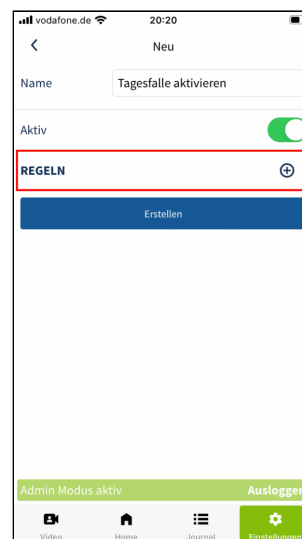 vodafone.de 20:20
Neu
Name Tagesfalle aktivieren
Aktiv
REGELN
Erstellen
Admin Modus aktiv Ausloggen
Video Home Journal Einstellungen